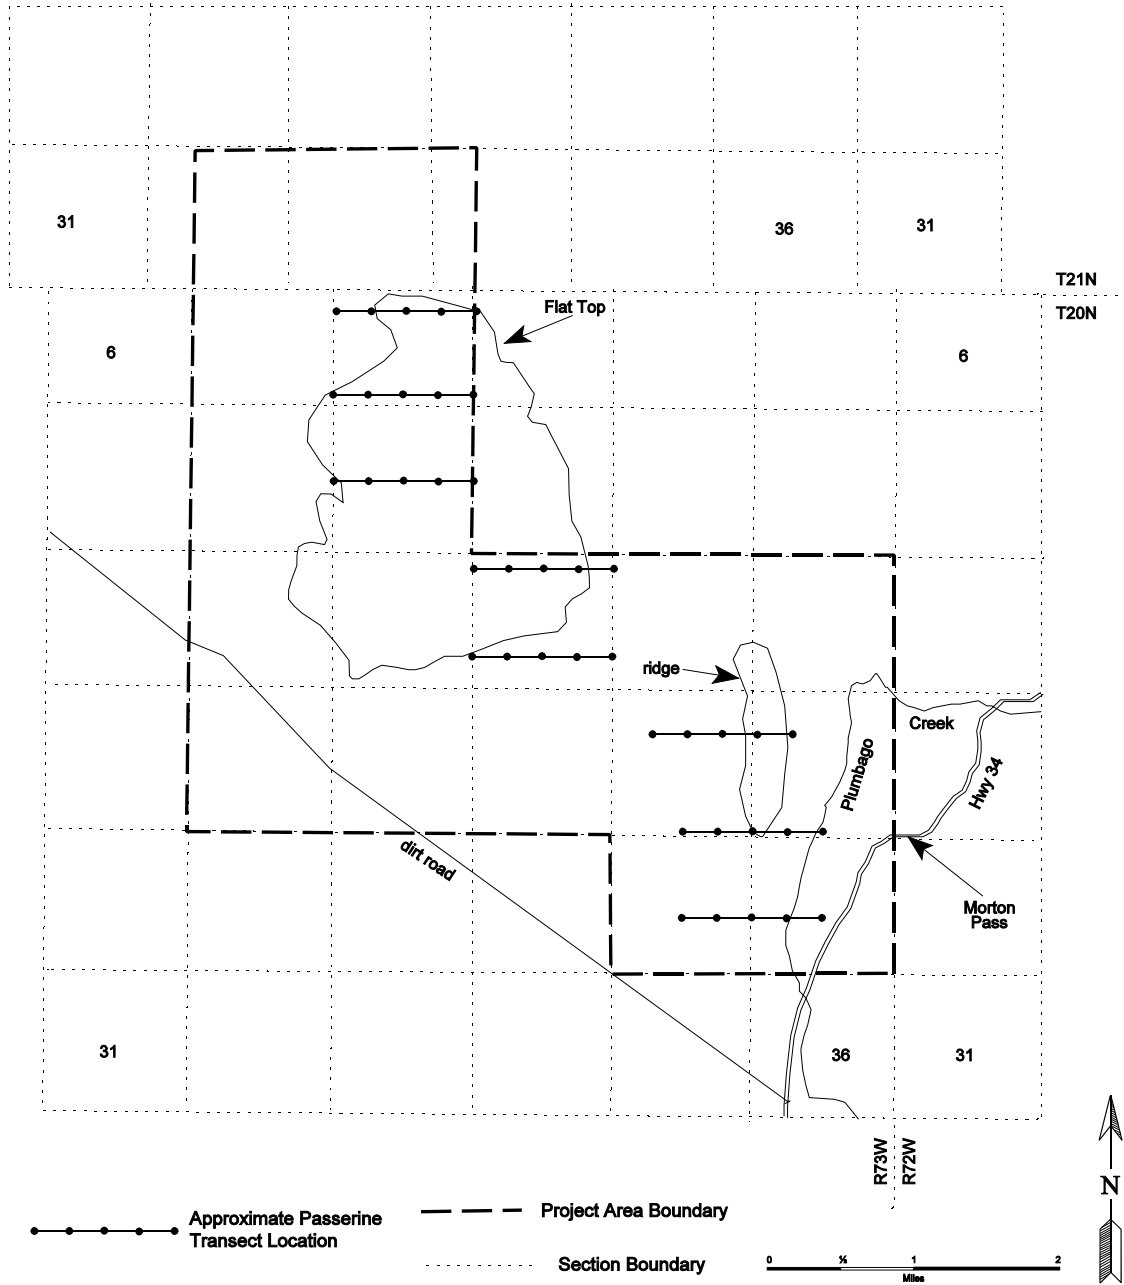 31
36
31
T21N
T20N
Flat Top
6
6
ridge
Creek
Plumbago
Hwy 34
dirt road
Morton
Pass
31
36
31
R73W
R72W
N
Approximate Passerine
Transect Location
Project Area Boundary
Section Boundary
0 ½ 1 2
Miles